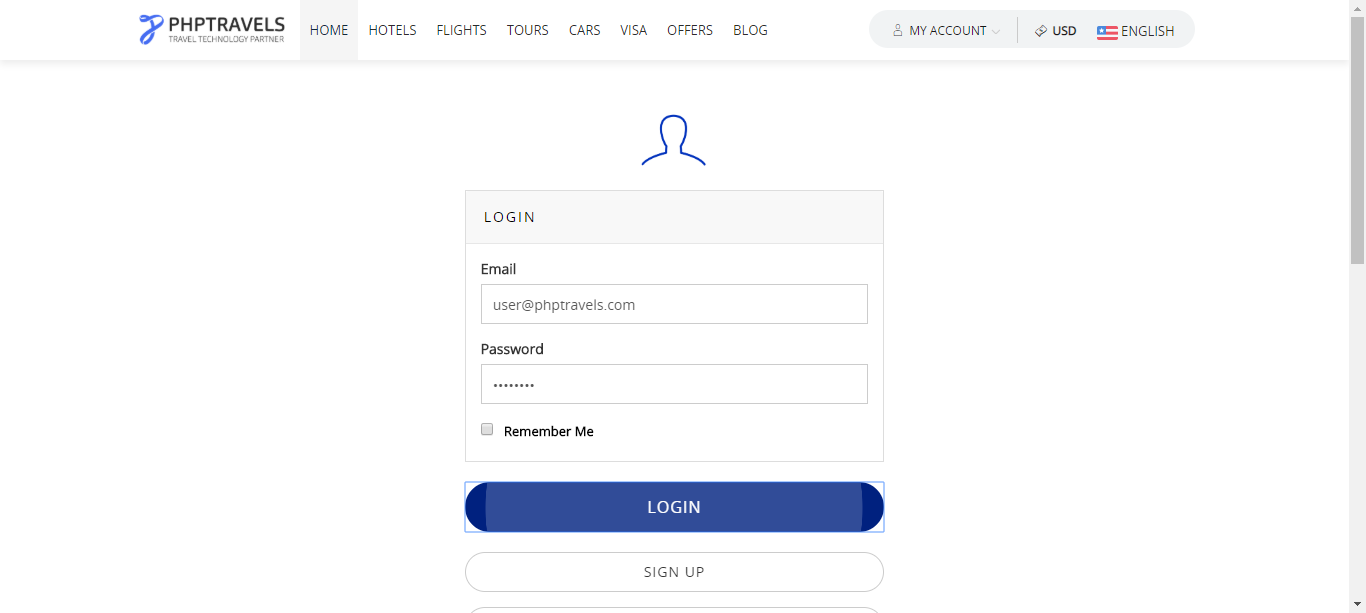 PHPTRAVELS
TRAVEL TECHNOLOGY PARTNER
HOME HOTELS FLIGHTS TOURS CARS VISA OFFERS BLOG
MY ACCOUNT USD ENGLISH
LOGIN
Email
user@phptravels.com
Password
••••••••
Remember Me
LOGIN
SIGN UP